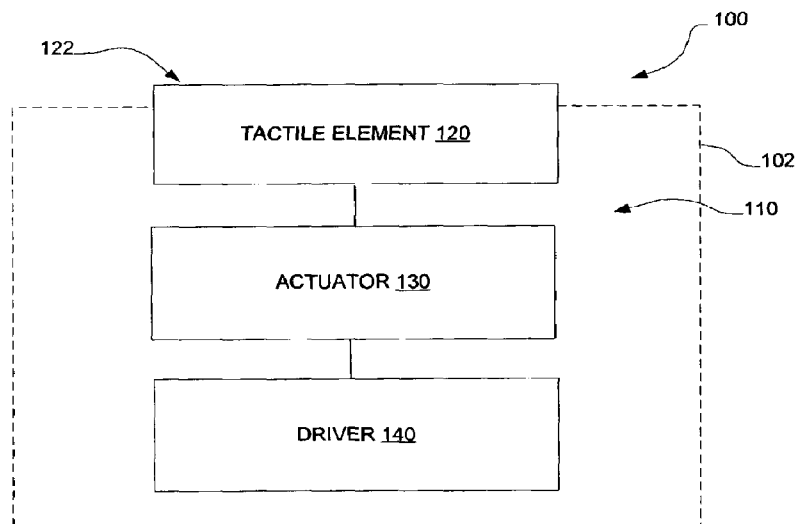 100
122
TACTILE ELEMENT 120
102
110
ACTUATOR 130
DRIVER 140